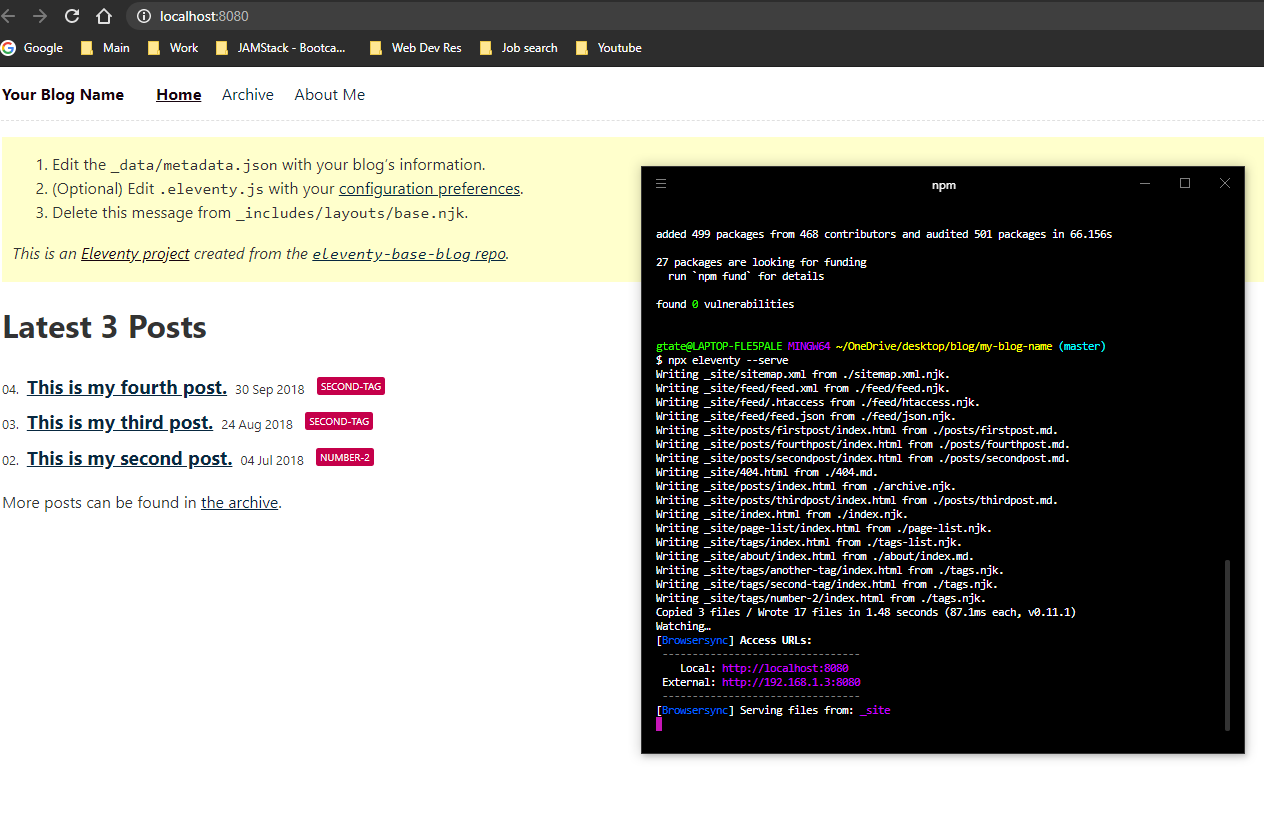 localhost:8080
Google Main Work JAMStack - Bootca... Web Dev Res Job search Youtube
Your Blog Name Home Archive About Me
1. Edit the _data/metadata.json with your blog's information.
2. (Optional) Edit .eleventy.js with your configuration preferences.
3. Delete this message from _includes/layouts/base.njk.
This is an Eleventy project created from the eleventy-base-blog repo.
Latest 3 Posts
04. This is my fourth post. 30 Sep 2018 SECOND-TAG
03. This is my third post. 24 Aug 2018 SECOND-TAG
02. This is my second post. 04 Jul 2018 NUMBER-2
More posts can be found in the archive.
npm
added 499 packages from 468 contributors and audited 501 packages in 66.156s
27 packages are looking for funding
run `npm fund` for details
found 0 vulnerabilities
gtate@LAPTOP-FLE5PALE MINGW64 ~/OneDrive/desktop/blog/my-blog-name (master)
$ npx eleventy --serve
Writing _site/sitemap.xml from ./sitemap.xml.njk.
Writing _site/feed/feed.xml from ./feed/feed.njk.
Writing _site/feed/.htaccess from ./feed/htaccess.njk.
Writing _site/feed/feed.json from ./feed/json.njk.
Writing _site/posts/firstpost/index.html from ./posts/firstpost.md.
Writing _site/posts/fourthpost/index.html from ./posts/fourthpost.md.
Writing _site/posts/secondpost/index.html from ./posts/secondpost.md.
Writing _site/404.html from ./404.md.
Writing _site/posts/index.html from ./archive.njk.
Writing _site/posts/thirdpost/index.html from ./posts/thirdpost.md.
Writing _site/index.html from ./index.njk.
Writing _site/page-list/index.html from ./page-list.njk.
Writing _site/tags/index.html from ./tags-list.njk.
Writing _site/about/index.html from ./about/index.md.
Writing _site/tags/another-tag/index.html from ./tags.njk.
Writing _site/tags/second-tag/index.html from ./tags.njk.
Writing _site/tags/number-2/index.html from ./tags.njk.
Copied 3 files / Wrote 17 files in 1.48 seconds (87.1ms each, v0.11.1)
Watching…
[Browsersync] Access URLs:
---------------------------------
Local: http://localhost:8080
External: http://192.168.1.3:8080
---------------------------------
[Browsersync] Serving files from: _site